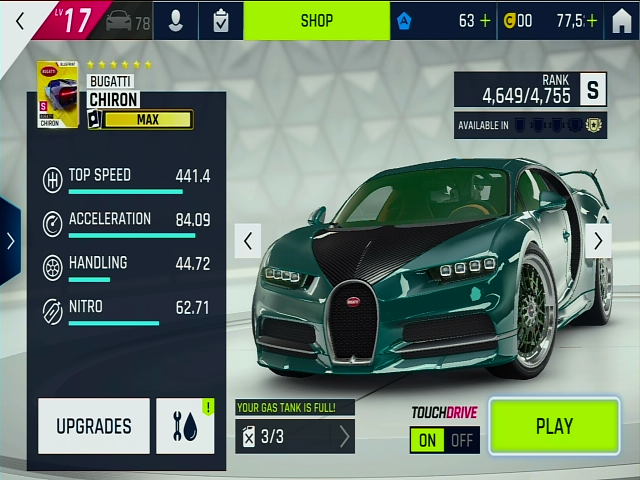 LV 17
78
SHOP
63 +
00
77,5 +
BUGATTI
CHIRON
BLUEPRINT
S
CHIRON
MAX
RANK
4,649/4,755 S
AVAILABLE IN
TOP SPEED 441.4
ACCELERATION 84.09
HANDLING 44.72
NITRO 62.71
UPGRADES
!
YOUR GAS TANK IS FULL!
3/3
TOUCHDRIVE
ON OFF
PLAY